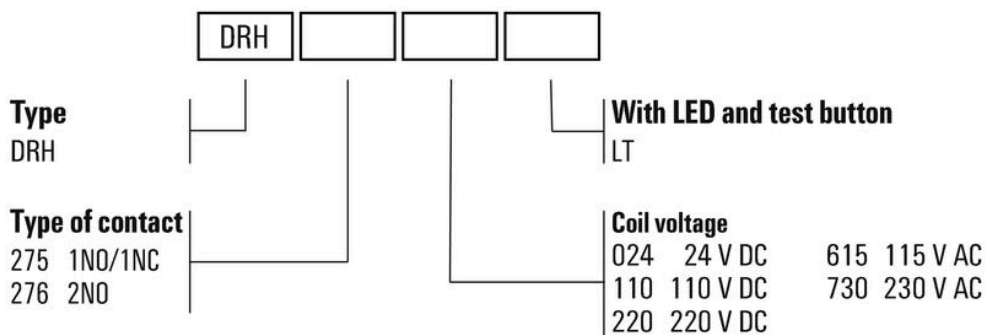 DRH
Type
DRH
With LED and test button
LT
Type of contact
275 1NO/1NC
276 2NO
Coil voltage
024 24 V DC 615 115 V AC
110 110 V DC 730 230 V AC
220 220 V DC